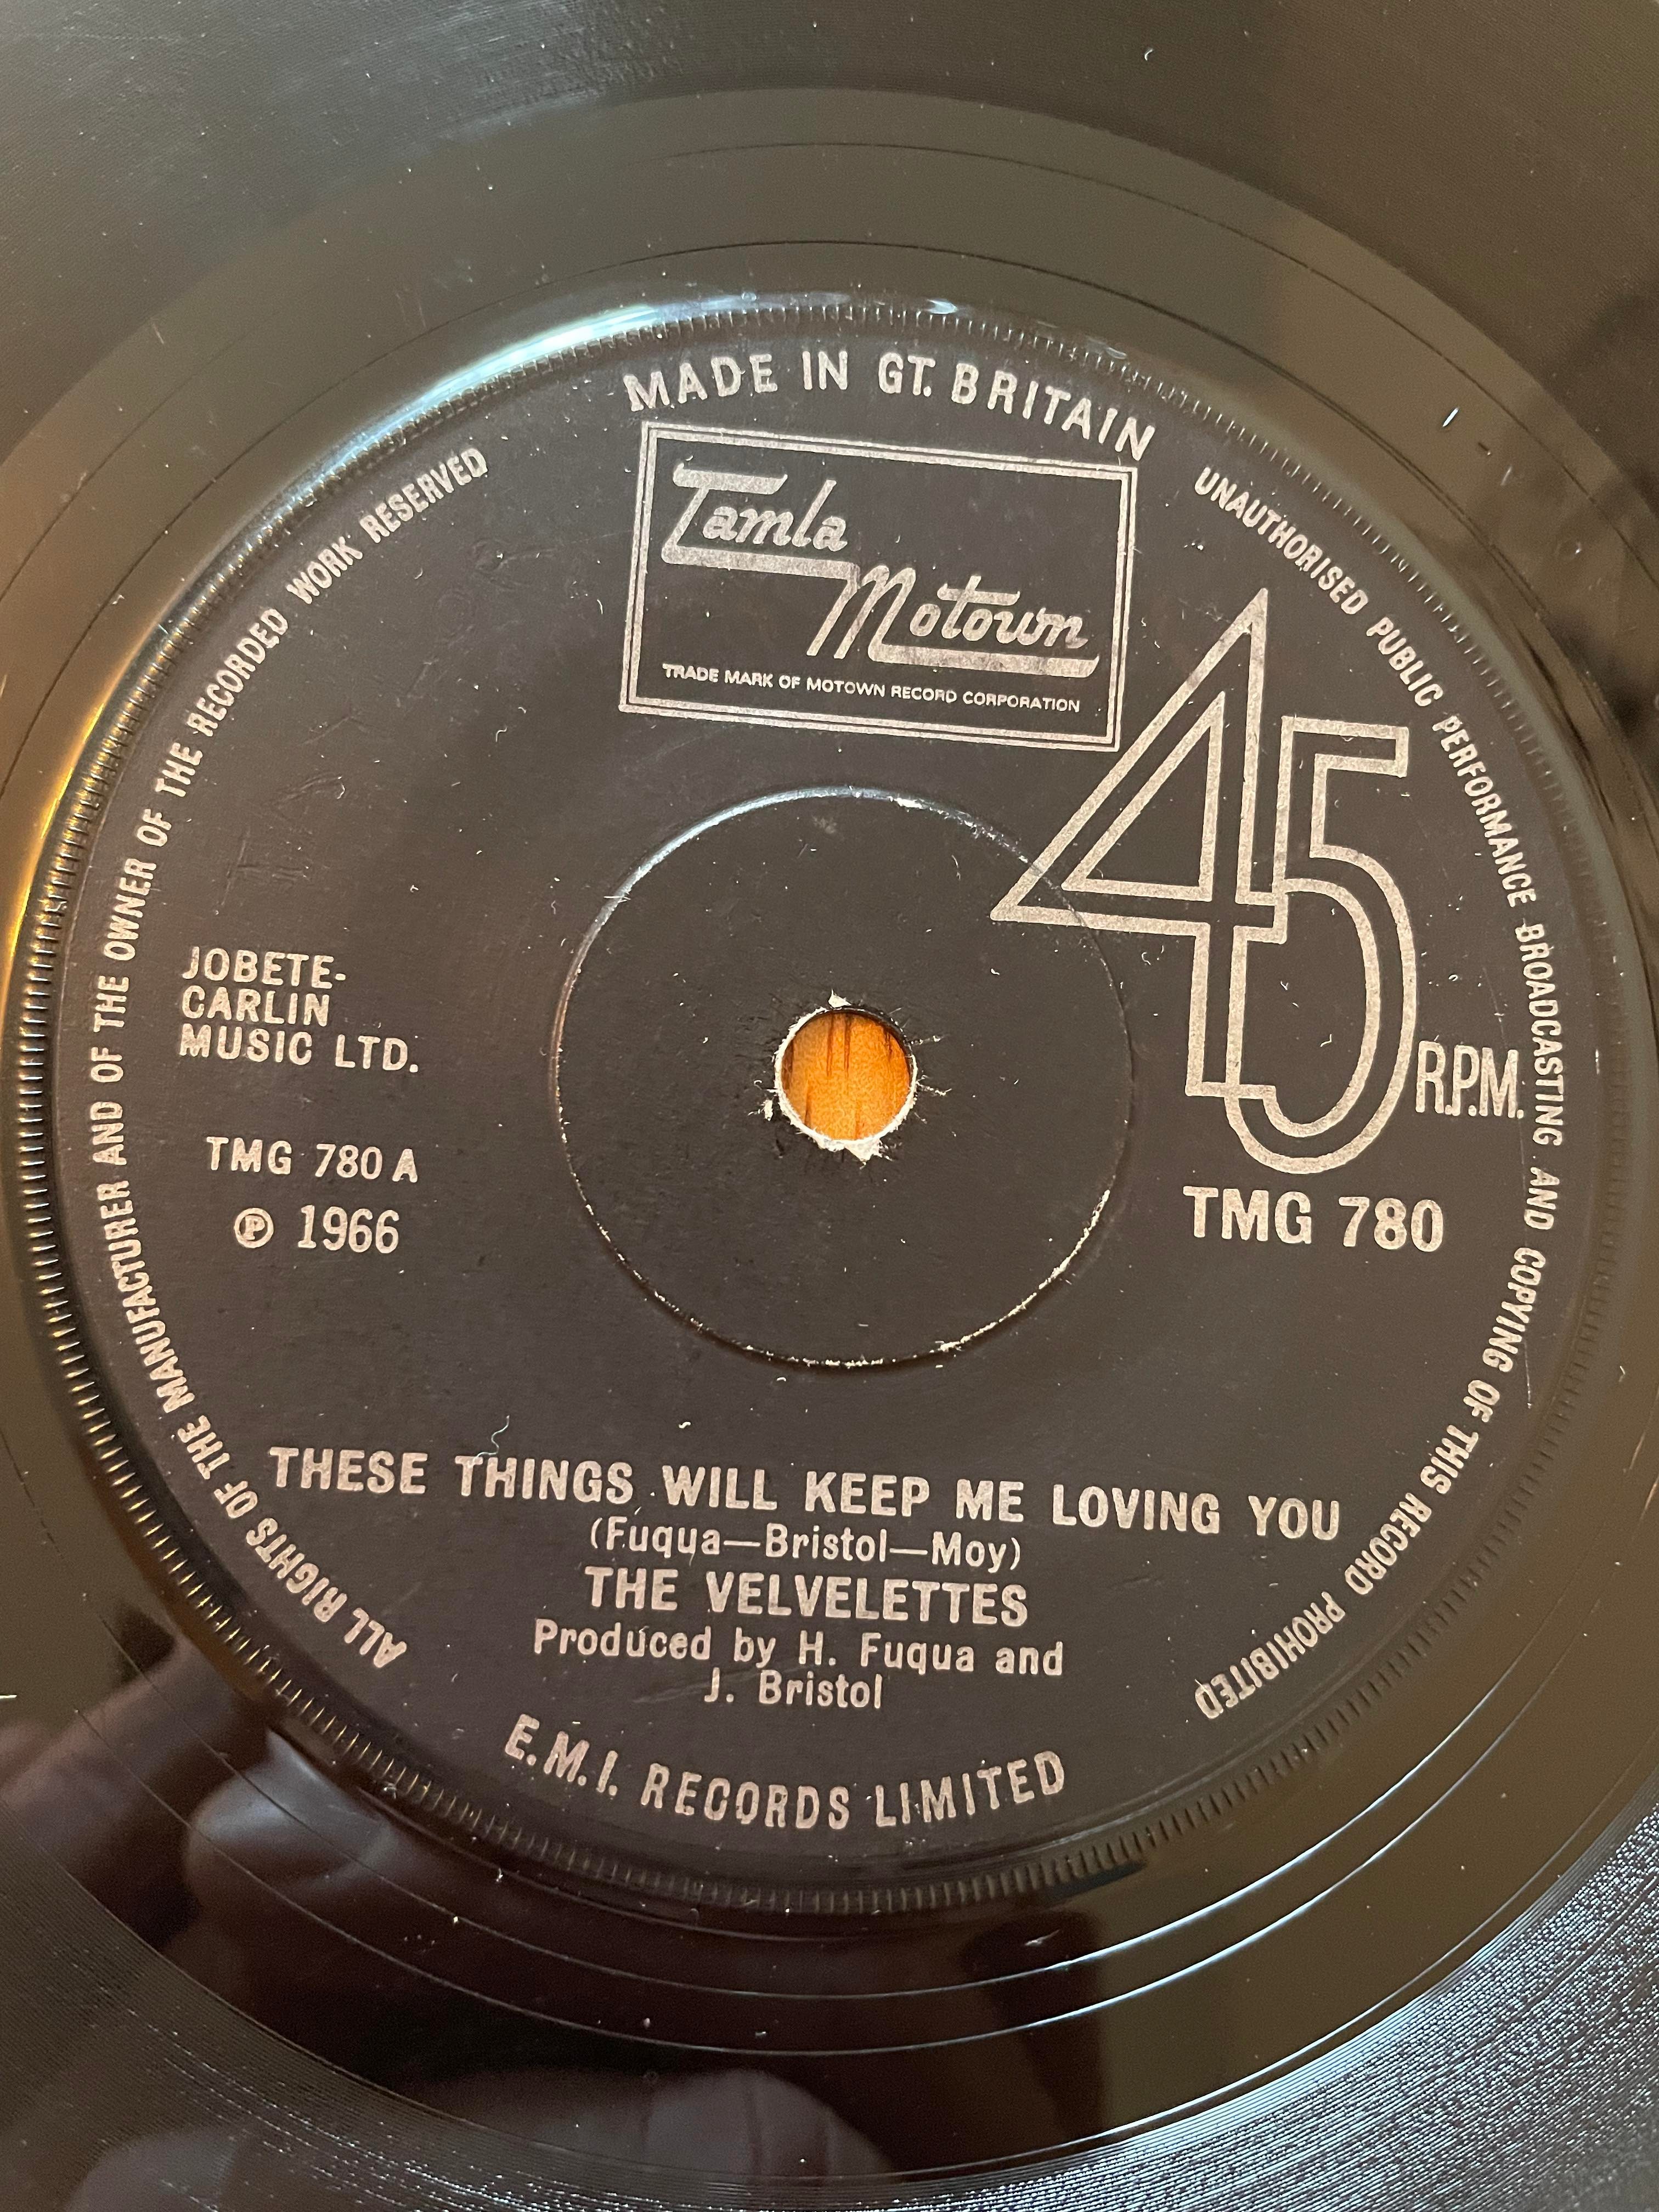 MADE IN GT. BRITAIN
Tamla
Motown
TRADE MARK OF MOTOWN RECORD CORPORATION
UNAUTHORISED PUBLIC PERFORMANCE BROADCASTING AND COPYING OF THIS RECORD PROHIBITED
ALL RIGHTS OF THE MANUFACTURER AND OF THE OWNER OF THE RECORDED WORK RESERVED
45
R.P.M.
JOBETE-
CARLIN
MUSIC LTD.
TMG 780 A
℗ 1966
TMG 780
THESE THINGS WILL KEEP ME LOVING YOU
(Fuqua—Bristol—Moy)
THE VELVELETTES
Produced by H. Fuqua and
J. Bristol
E.M.I. RECORDS LIMITED